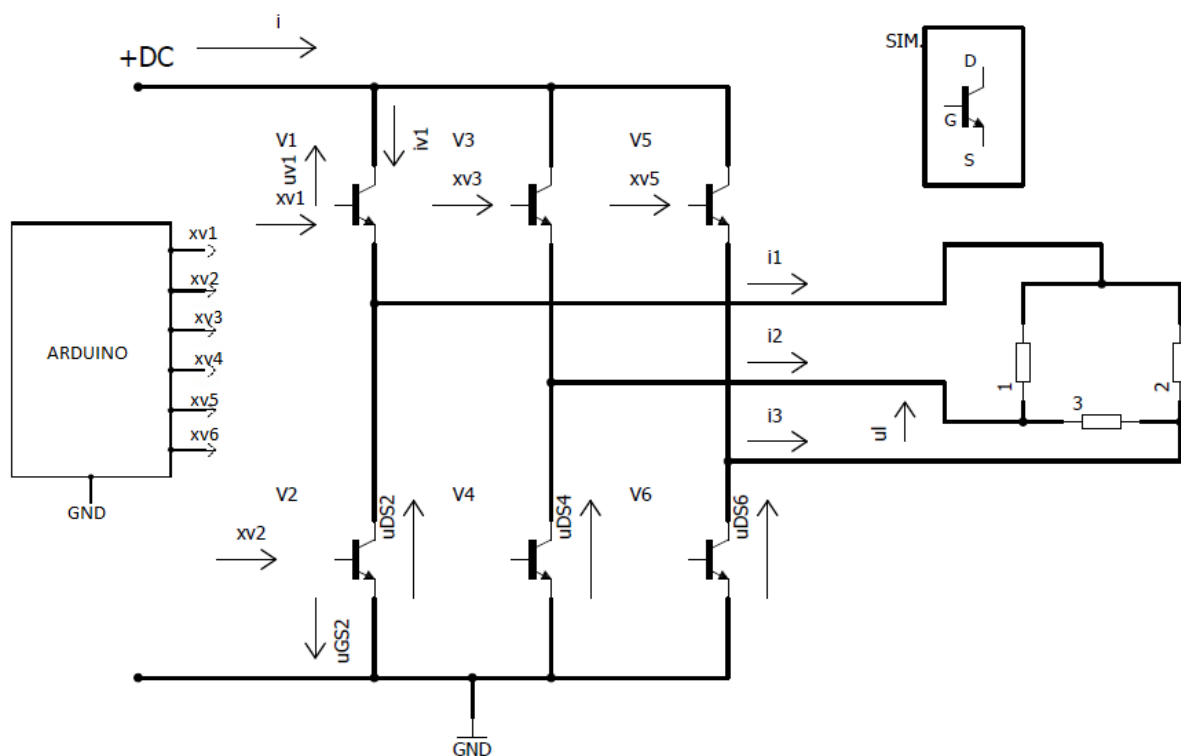 i
+DC
SIM.
D
G
S
V1
uv1
iv1
V3
V5
xv1
xv3
xv5
ARDUINO
xv1
xv2
xv3
xv4
xv5
xv6
GND
i1
i2
i3
ul
1
2
3
V2
uDS2
V4
uDS4
V6
uDS6
xv2
uGS2
GND